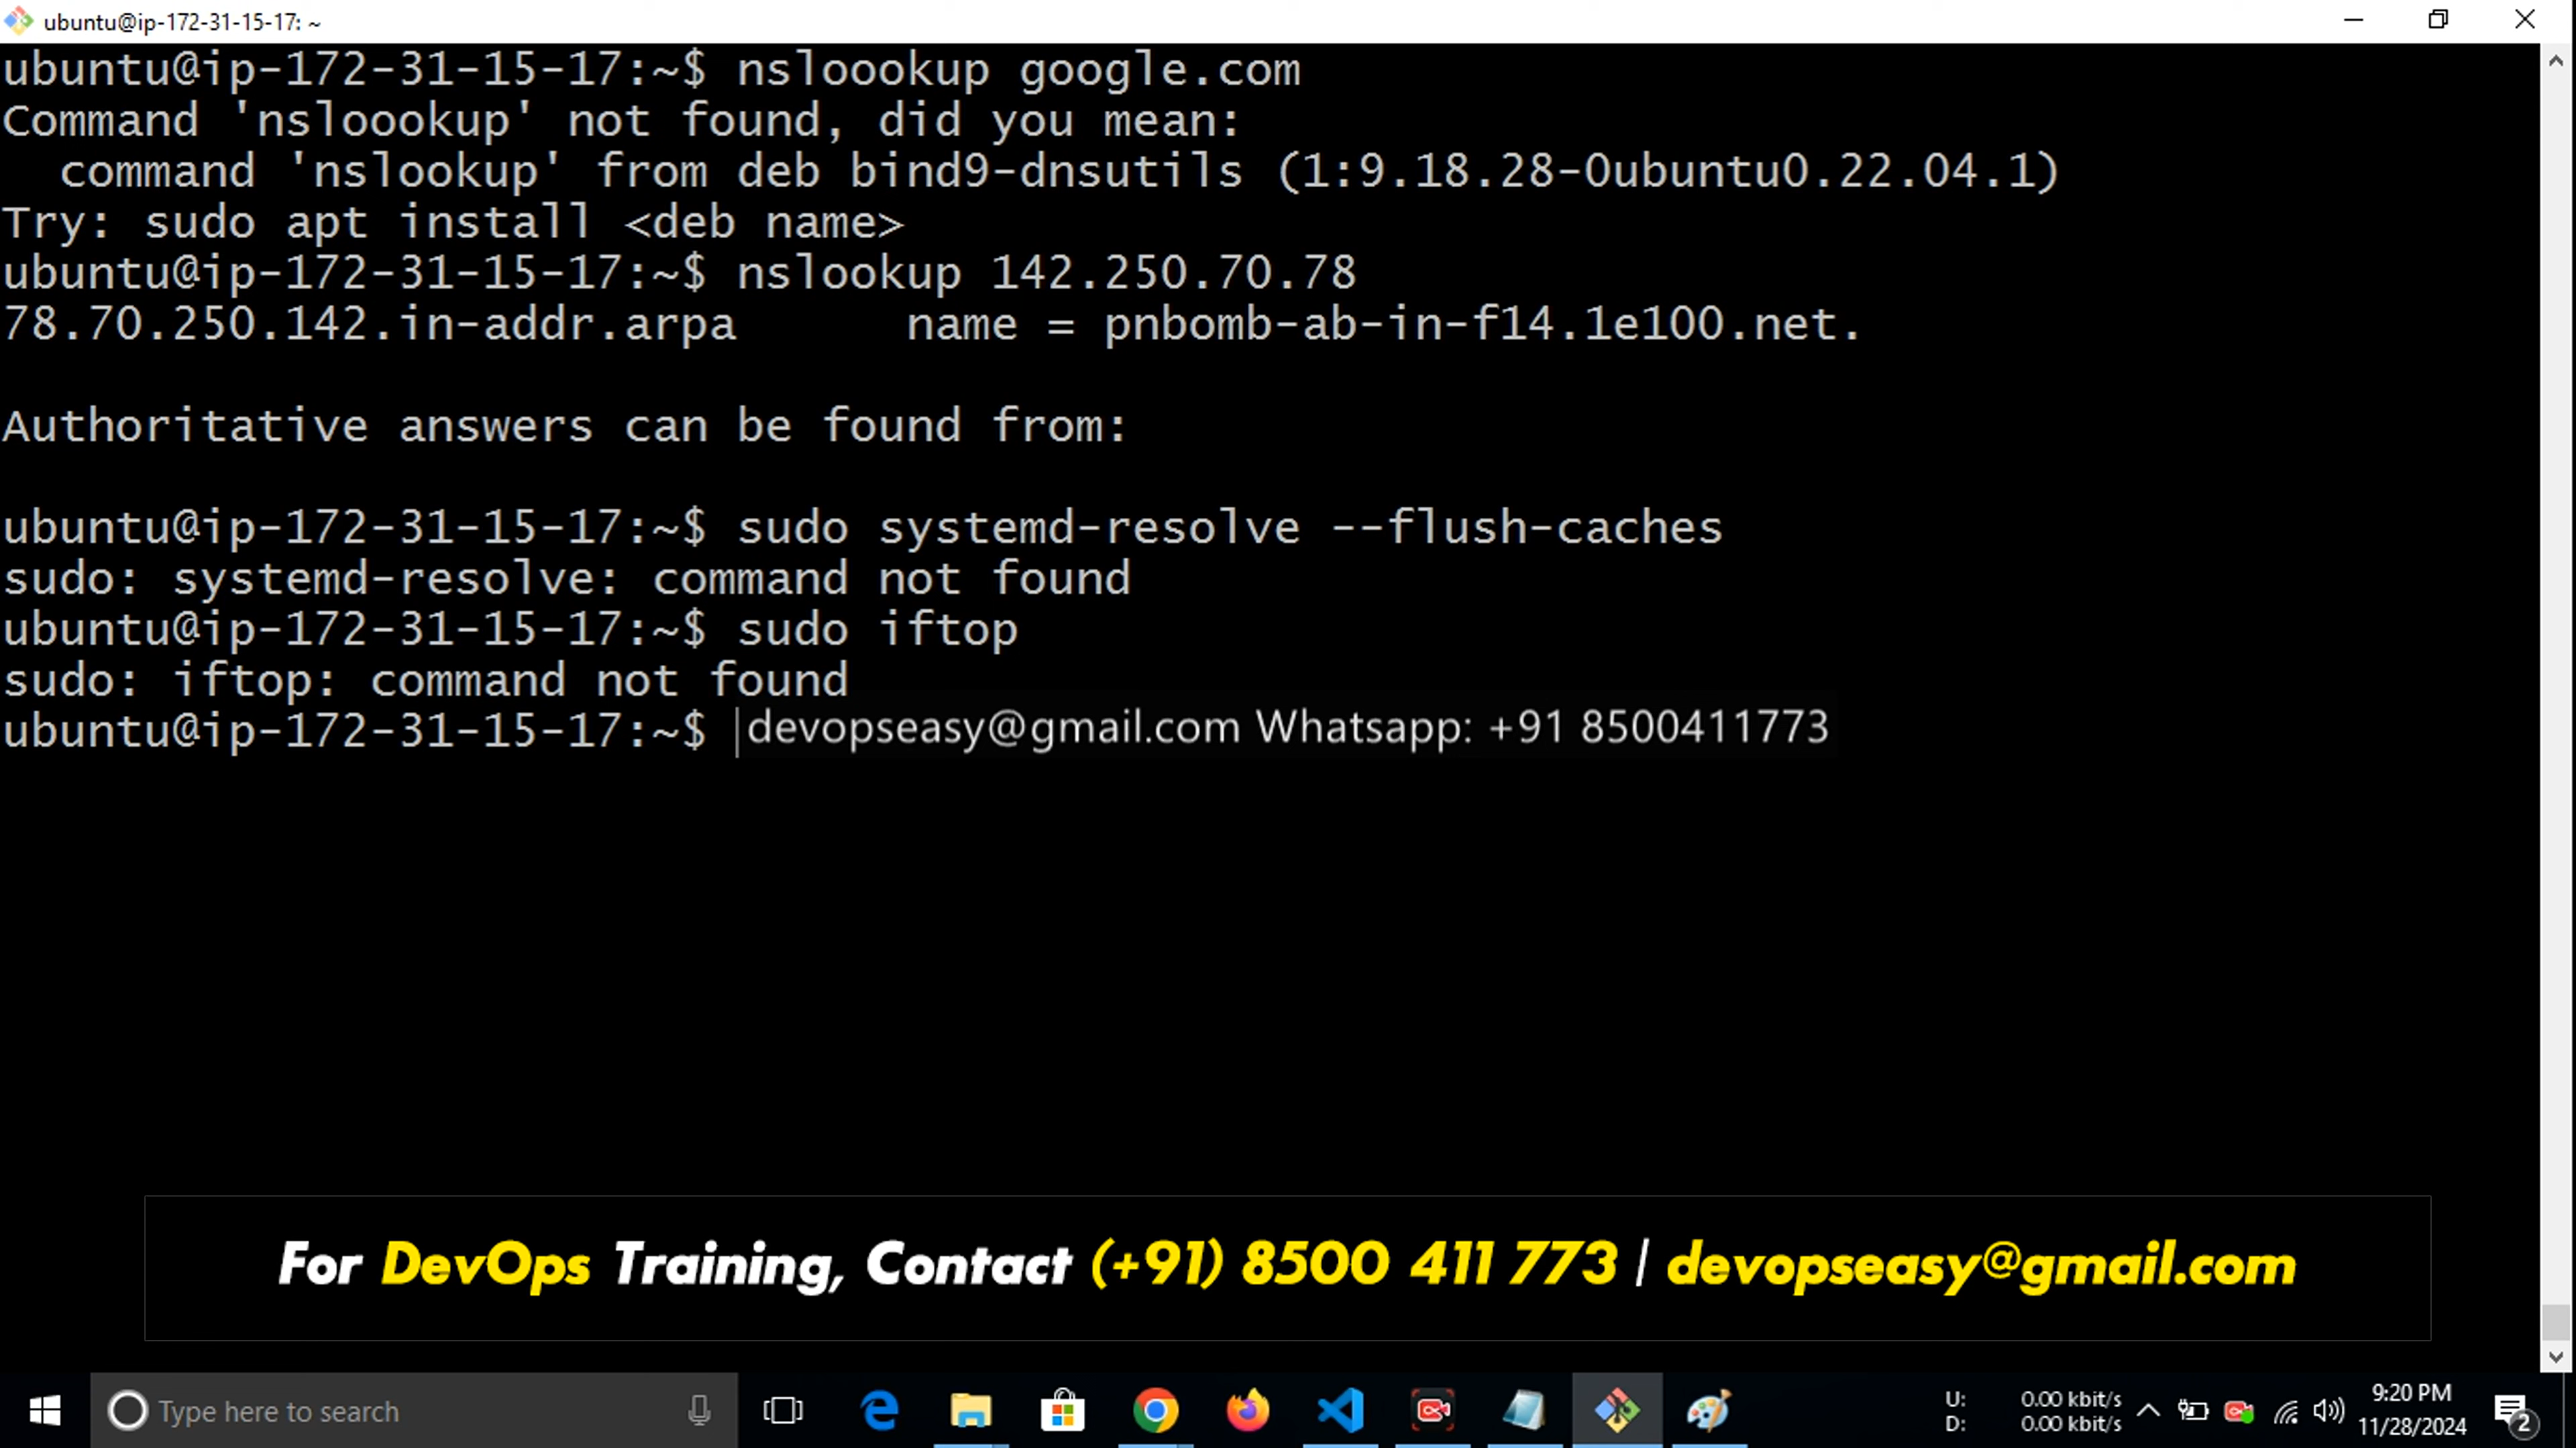 ubuntu@ip-172-31-15-17: ~
ubuntu@ip-172-31-15-17:~$ nsloookup google.com
Command 'nsloookup' not found, did you mean:
  command 'nslookup' from deb bind9-dnsutils (1:9.18.28-0ubuntu0.22.04.1)
Try: sudo apt install <deb name>
ubuntu@ip-172-31-15-17:~$ nslookup 142.250.70.78
78.70.250.142.in-addr.arpa      name = pnbomb-ab-in-f14.1e100.net.
Authoritative answers can be found from:
ubuntu@ip-172-31-15-17:~$ sudo systemd-resolve --flush-caches
sudo: systemd-resolve: command not found
ubuntu@ip-172-31-15-17:~$ sudo iftop
sudo: iftop: command not found
ubuntu@ip-172-31-15-17:~$ devopseasy@gmail.com Whatsapp: +91 8500411773
For DevOps Training, Contact (+91) 8500 411 773 | devopseasy@gmail.com
Type here to search
U: 0.00 kbit/s
D: 0.00 kbit/s
9:20 PM
11/28/2024
2